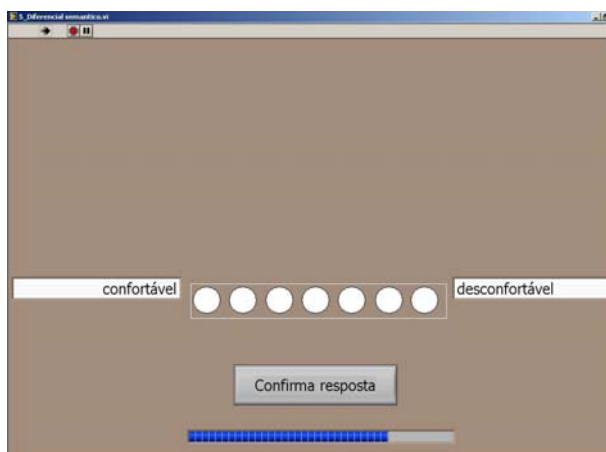 5_Diferencial semantico.vi
confortável
desconfortável
Confirma resposta